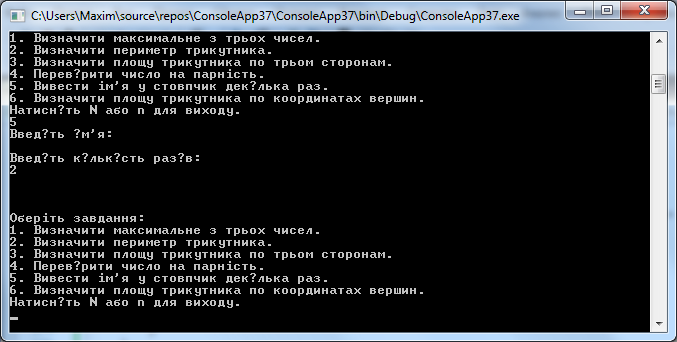 C:\Users\Maxim\source\repos\ConsoleApp37\ConsoleApp37\bin\Debug\ConsoleApp37.exe
1. Визначити максимальне з трьох чисел.
2. Визначити периметр трикутника.
3. Визначити площу трикутника по трьом сторонам.
4. Перев?рити число на парність.
5. Вивести ім'я у стовпчик дек?лька раз.
6. Визначити площу трикутника по координатах вершин.
Натисн?ть N або n для виходу.
5
Введ?ть ?м'я:
Введ?ть к?льк?сть раз?в:
2
Оберіть завдання:
1. Визначити максимальне з трьох чисел.
2. Визначити периметр трикутника.
3. Визначити площу трикутника по трьом сторонам.
4. Перев?рити число на парність.
5. Вивести ім'я у стовпчик дек?лька раз.
6. Визначити площу трикутника по координатах вершин.
Натисн?ть N або n для виходу.